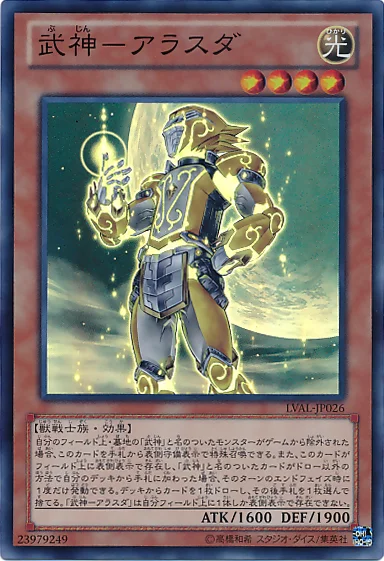 武神－アラスダ
光
LVAL-JP026
【獣戦士族・効果】
自分のフィールド上・墓地の「武神」と名のついたモンスターがゲームから除外された
場合、このカードを手札から表側守備表示で特殊召喚できる。また、このカードが
フィールド上に表側表示で存在し、「武神」と名のついたカードがドロー以外の
方法で自分のデッキから手札に加わった場合、そのターンのエンドフェイズ時に
１度だけ発動できる。デッキからカードを１枚ドローし、その後手札を１枚選んで
捨てる。「武神－アラスダ」は自分フィールド上に１体しか表側表示で存在できない。
ATK/1600 DEF/1900
23979249
©高橋和希 スタジオ・ダイス/集英社